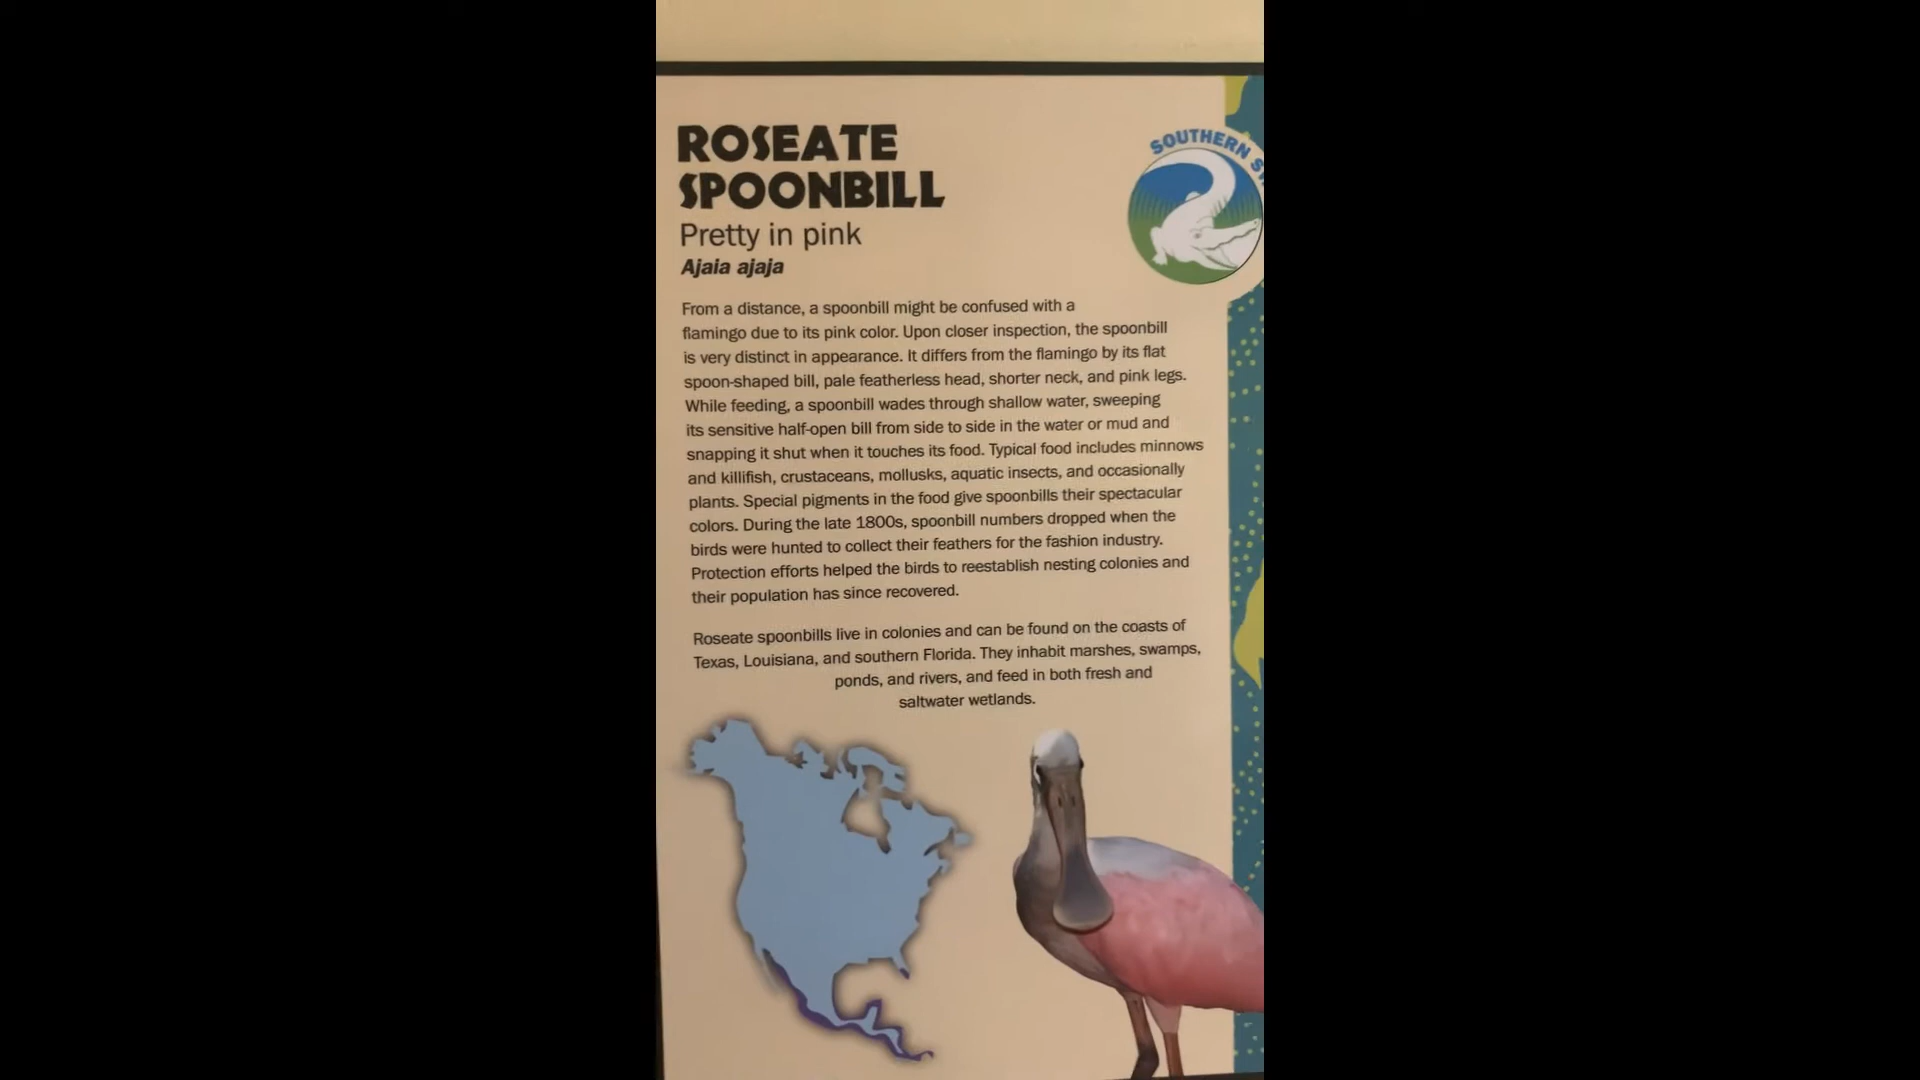 ROSEATE
SPOONBILL
Pretty in pink
Ajaia ajaja
SOUTHERN
From a distance, a spoonbill might be confused with a
flamingo due to its pink color. Upon closer inspection, the spoonbill
is very distinct in appearance. It differs from the flamingo by its flat
spoon-shaped bill, pale featherless head, shorter neck, and pink legs.
While feeding, a spoonbill wades through shallow water, sweeping
its sensitive half-open bill from side to side in the water or mud and
snapping it shut when it touches its food. Typical food includes minnows
and killifish, crustaceans, mollusks, aquatic insects, and occasionally
plants. Special pigments in the food give spoonbills their spectacular
colors. During the late 1800s, spoonbill numbers dropped when the
birds were hunted to collect their feathers for the fashion industry.
Protection efforts helped the birds to reestablish nesting colonies and
their population has since recovered.
Roseate spoonbills live in colonies and can be found on the coasts of
Texas, Louisiana, and southern Florida. They inhabit marshes, swamps,
ponds, and rivers, and feed in both fresh and
saltwater wetlands.